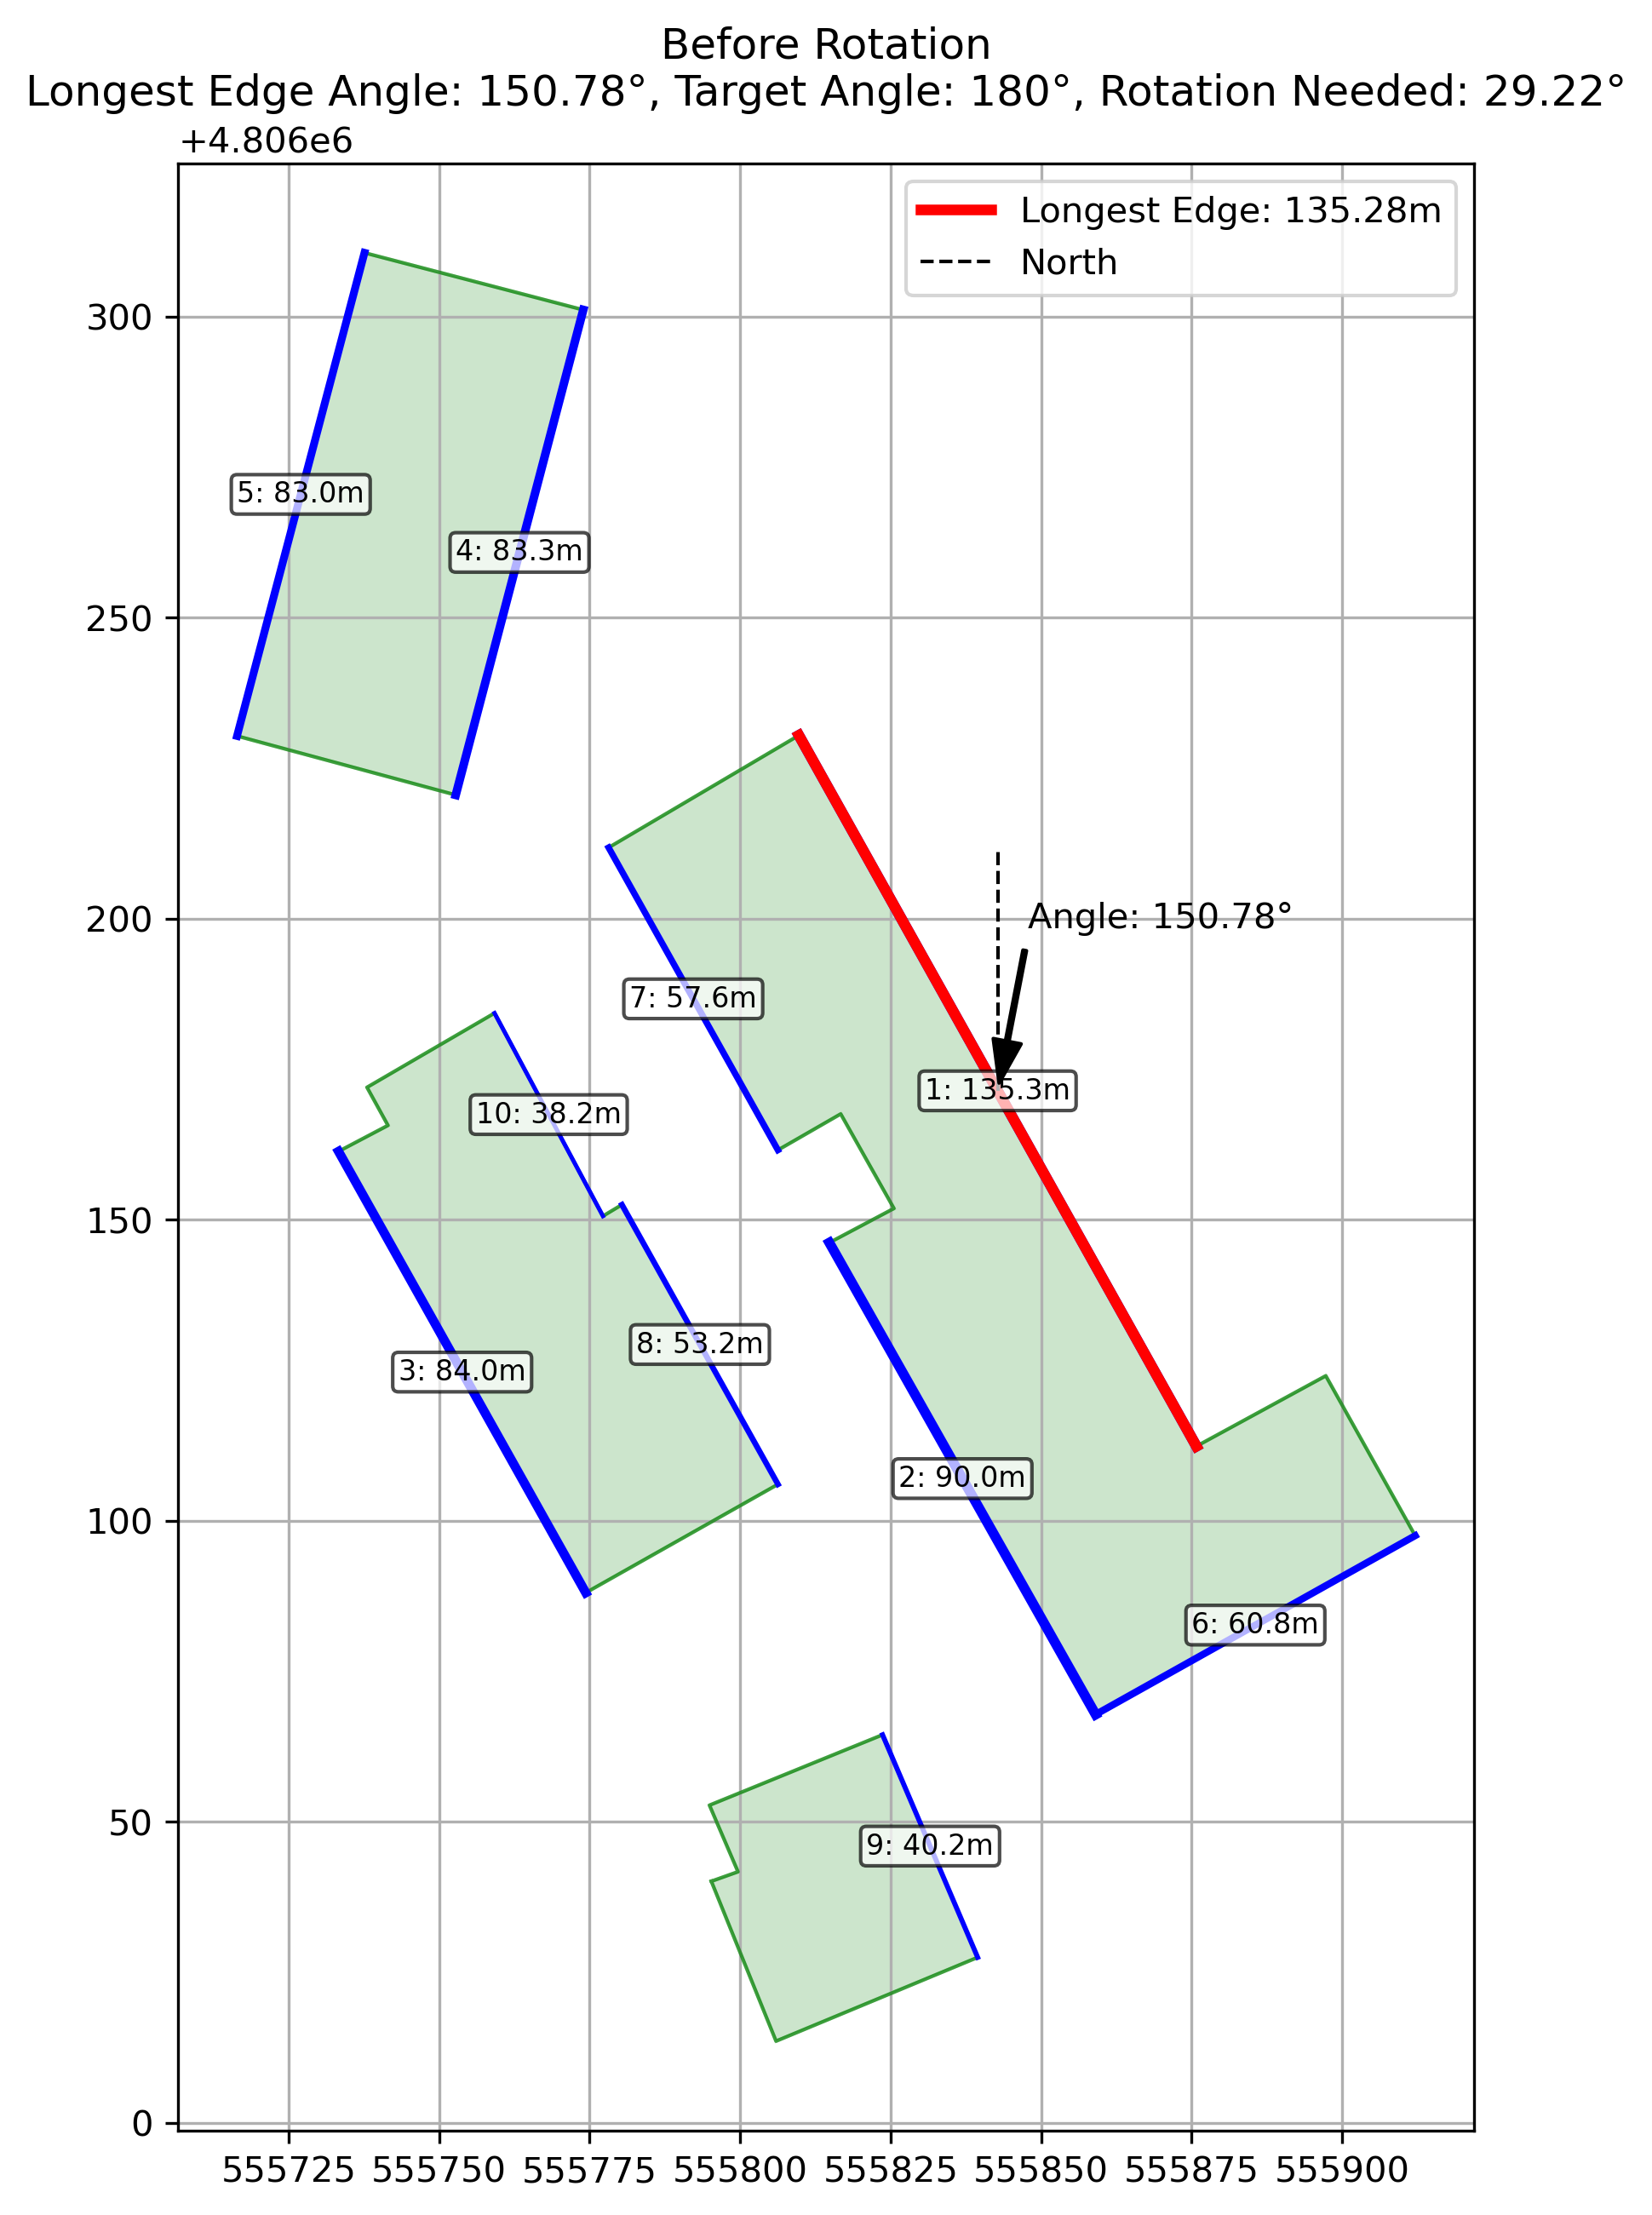 Before Rotation
Longest Edge Angle: 150.78°, Target Angle: 180°, Rotation Needed: 29.22°
+4.806e6
Longest Edge: 135.28m
North
300
5: 83.0m
4: 83.3m
250
200
Angle: 150.78°
7: 57.6m
1: 135.3m
10: 38.2m
150
8: 53.2m
3: 84.0m
2: 90.0m
100
6: 60.8m
50
9: 40.2m
0
555725 555750 555775 555800 555825 555850 555875 555900